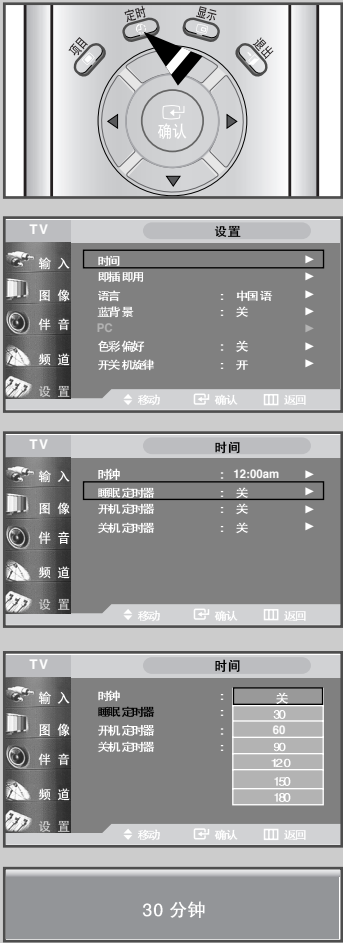 项目 定时 显示 退出
确认
TV 设置
输入
图像
伴音
频道
设置
时间 ▶
即插即用 ▶
语言 : 中国语 ▶
蓝背景 : 关 ▶
PC ▶
色彩偏好 : 关 ▶
开关机旋律 : 开 ▶
移动 确认 返回
TV 时间
输入
图像
伴音
频道
设置
时钟 : 12:00am ▶
睡眠定时器 : 关 ▶
开机定时器 : 关 ▶
关机定时器 : 关 ▶
移动 确认 返回
TV 时间
输入
图像
伴音
频道
设置
时钟 : 关
睡眠定时器 : 30
开机定时器 : 60
关机定时器 : 90
120
150
180
移动 确认 返回
30 分钟